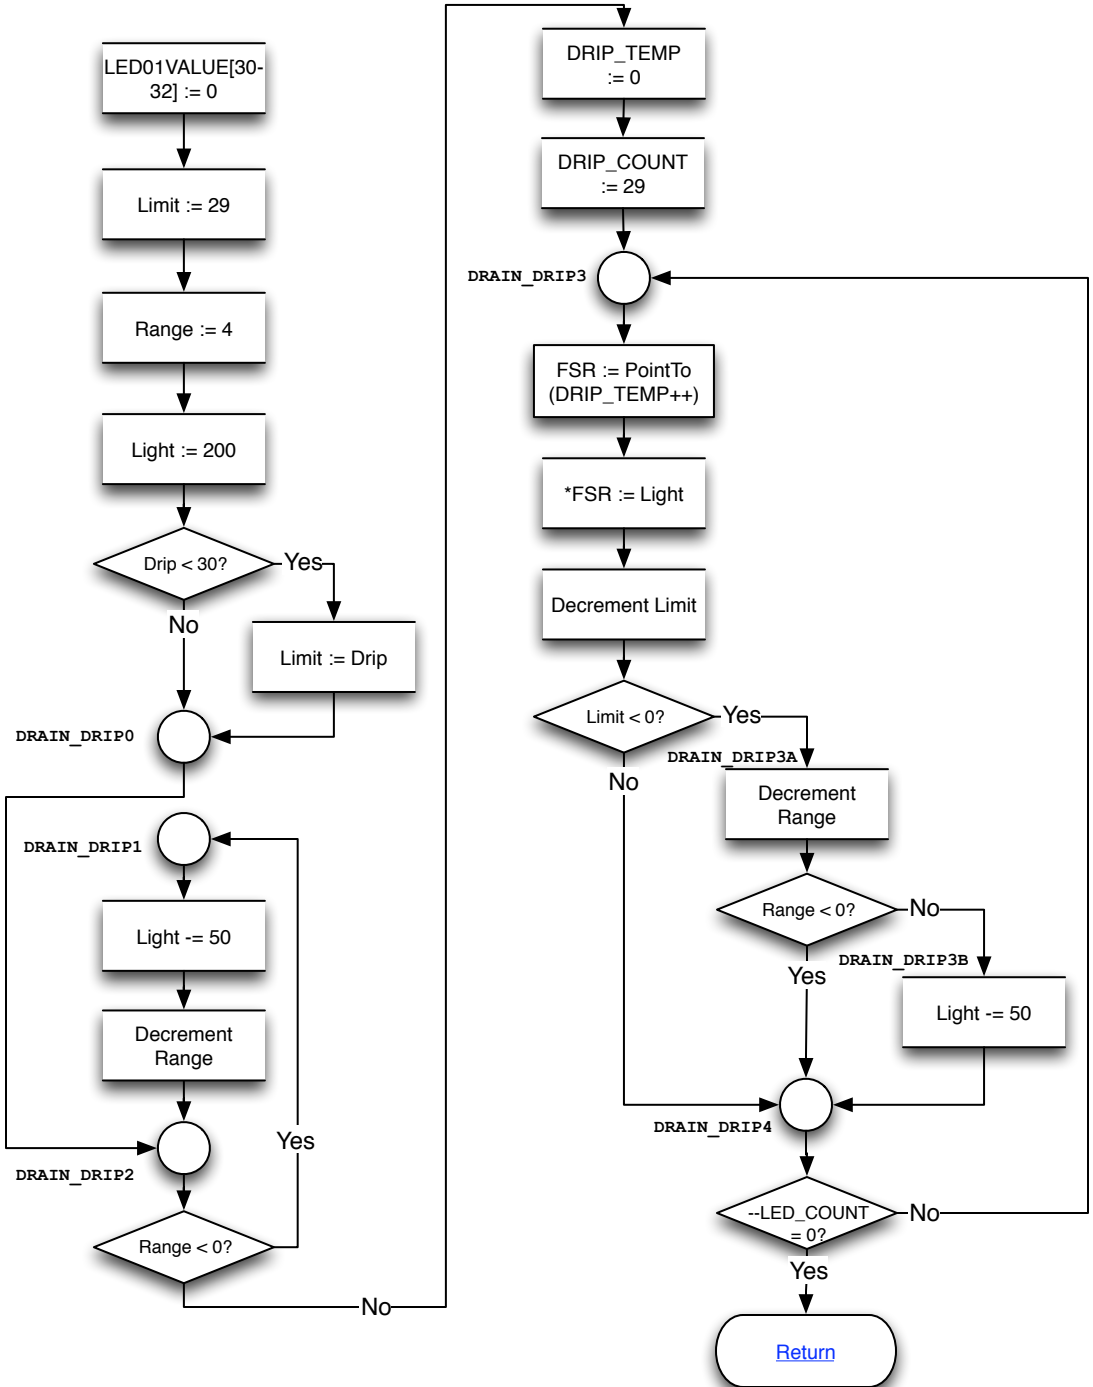 LED01VALUE[30-
32] := 0
Limit := 29
Range := 4
Light := 200
Drip < 30?
Yes
No
Limit := Drip
DRAIN_DRIP0
DRAIN_DRIP1
Light -= 50
Decrement
Range
Yes
DRAIN_DRIP2
Range < 0?
No
DRIP_TEMP
:= 0
DRIP_COUNT
:= 29
DRAIN_DRIP3
FSR := PointTo
(DRIP_TEMP++)
*FSR := Light
Decrement Limit
Limit < 0?
Yes
No
DRAIN_DRIP3A
Decrement
Range
Range < 0?
No
Yes
DRAIN_DRIP3B
Light -= 50
DRAIN_DRIP4
--LED_COUNT
= 0?
No
Yes
Return